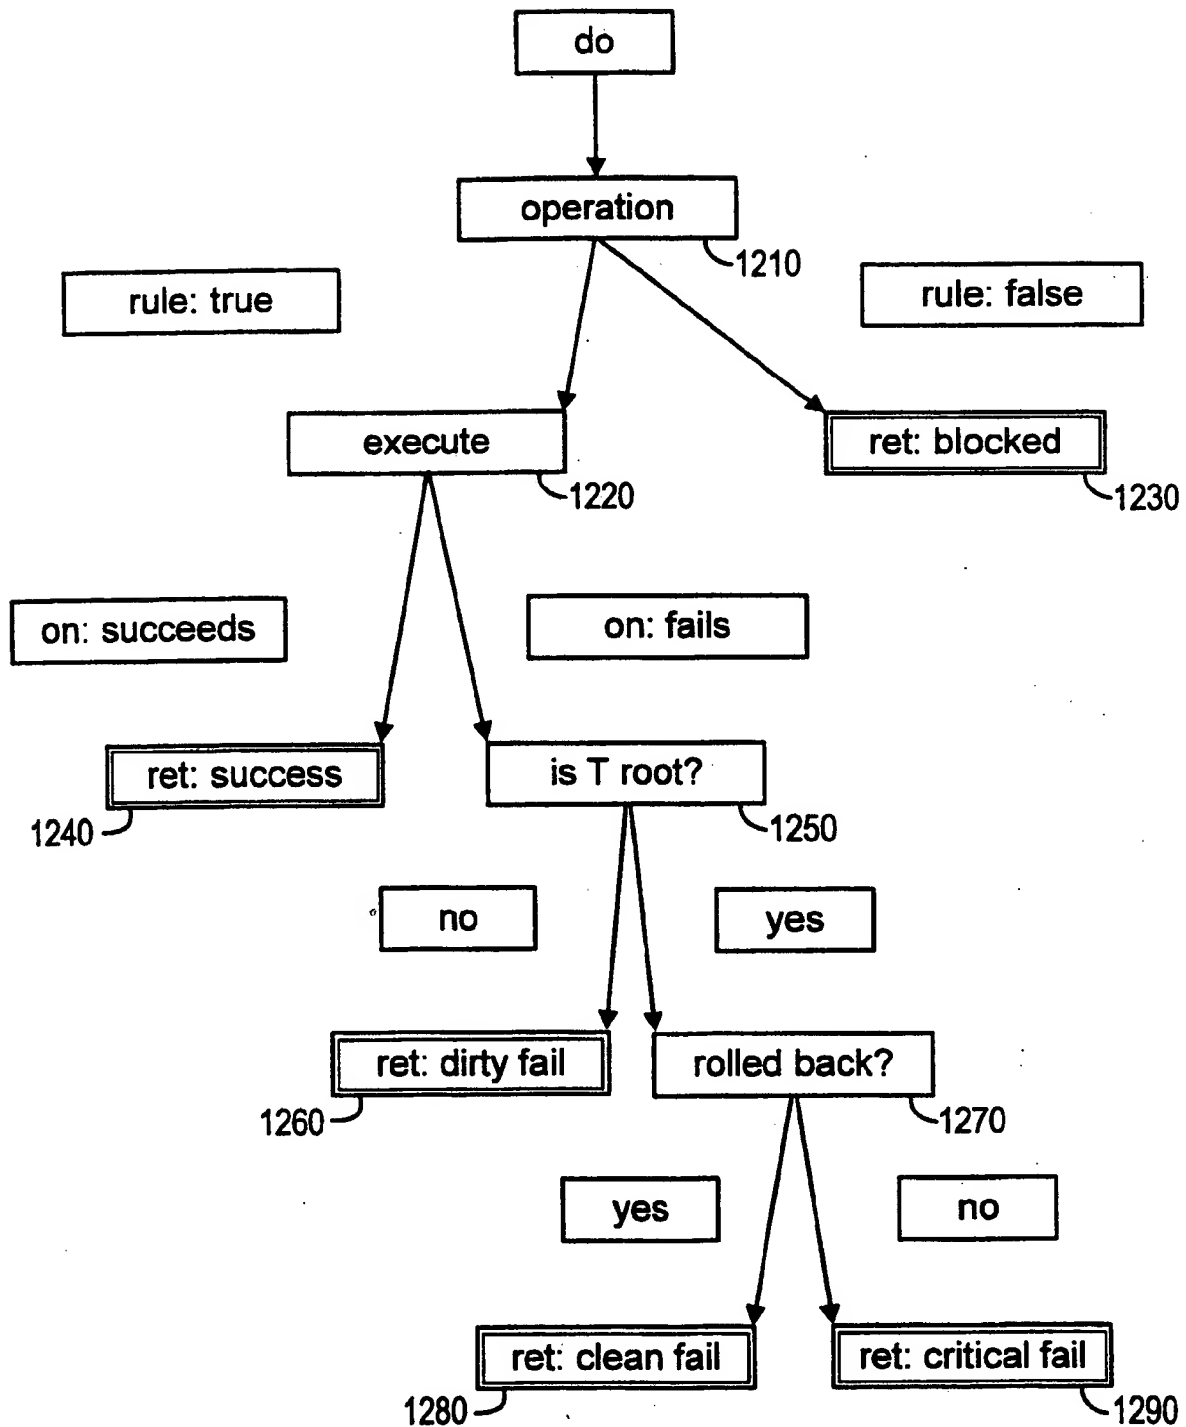 do
operation
1210
rule: true
rule: false
execute
1220
ret: blocked
1230
on: succeeds
on: fails
ret: success
1240
is T root?
1250
no
yes
ret: dirty fail
1260
rolled back?
1270
yes
no
ret: clean fail
1280
ret: critical fail
1290